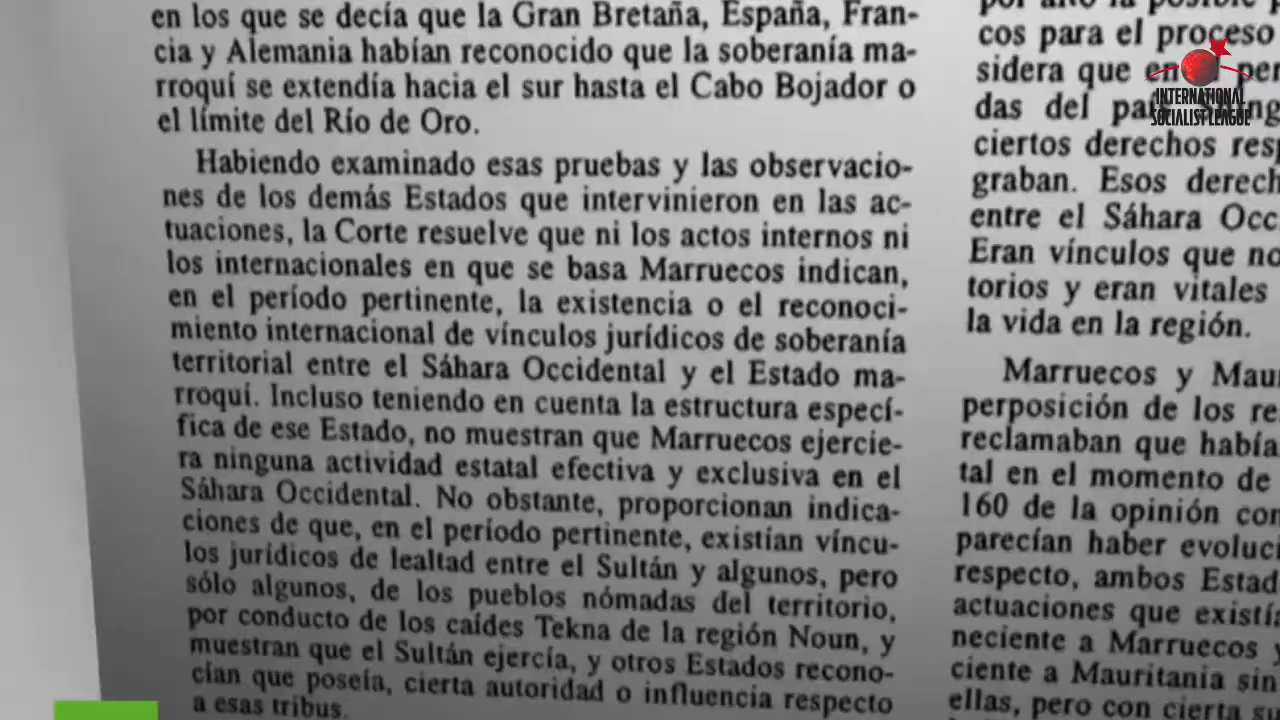 en los que se decía que la Gran Bretaña, España, Fran-
cia y Alemania habían reconocido que la soberanía ma-
rroquí se extendía hacia el sur hasta el Cabo Bojador o
el límite del Río de Oro.
Habiendo examinado esas pruebas y las observacio-
nes de los demás Estados que intervinieron en las ac-
tuaciones, la Corte resuelve que ni los actos internos ni
los internacionales en que se basa Marruecos indican,
en el período pertinente, la existencia o el reconoci-
miento internacional de vínculos jurídicos de soberanía
territorial entre el Sáhara Occidental y el Estado ma-
rroquí. Incluso teniendo en cuenta la estructura especí-
fica de ese Estado, no muestran que Marruecos ejercie-
ra ninguna actividad estatal efectiva y exclusiva en el
Sáhara Occidental. No obstante, proporcionan indica-
ciones de que, en el período pertinente, existían víncu-
los jurídicos de lealtad entre el Sultán y algunos, pero
sólo algunos, de los pueblos nómadas del territorio,
por conducto de los caídes Tekna de la región Noun, y
muestran que el Sultán ejercía, y otros Estados recono-
cían que poseía, cierta autoridad o influencia respecto
a esas tribus.
por alto la posible
cos para el proceso
sidera que en
das del
ciertos derechos resp
graban. Esos derech
entre el Sáhara Occ
Eran vínculos que no
torios y eran vitales
la vida en la región.
Marruecos y Mau
perposición de los re
reclamaban que había
tal en el momento de
160 de la opinión con
parecían haber evoluci
respecto, ambos Estad
actuaciones que existí
neciente a Marruecos y
ciente a Mauritania sin
ellas, pero con cierta su
INTERNATIONAL
SOCIALIST LEAGUE